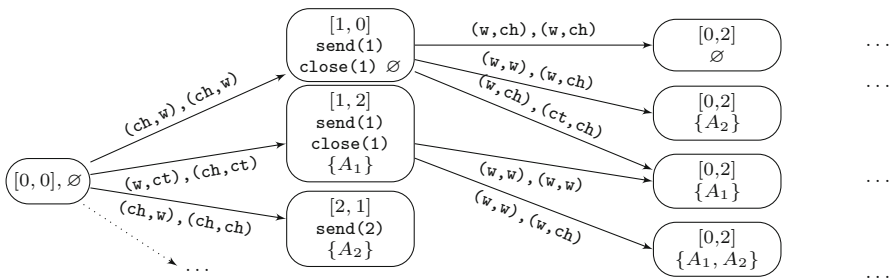 [0, 0], ∅
(ch,w),(ch,w)
(w,ct),(ch,ct)
(ch,w),(ch,ch)
...
[1, 0]
send(1)
close(1) ∅
[1, 2]
send(1)
close(1)
{A₁}
[2, 1]
send(2)
{A₂}
(w,ch),(w,ch)
(w,w),(w,ch)
(w,ch),(ct,ch)
(w,w),(w,w)
(w,w),(w,ch)
[0,2]
∅
[0,2]
{A₂}
[0,2]
{A₁}
[0,2]
{A₁, A₂}
...
...
...
...